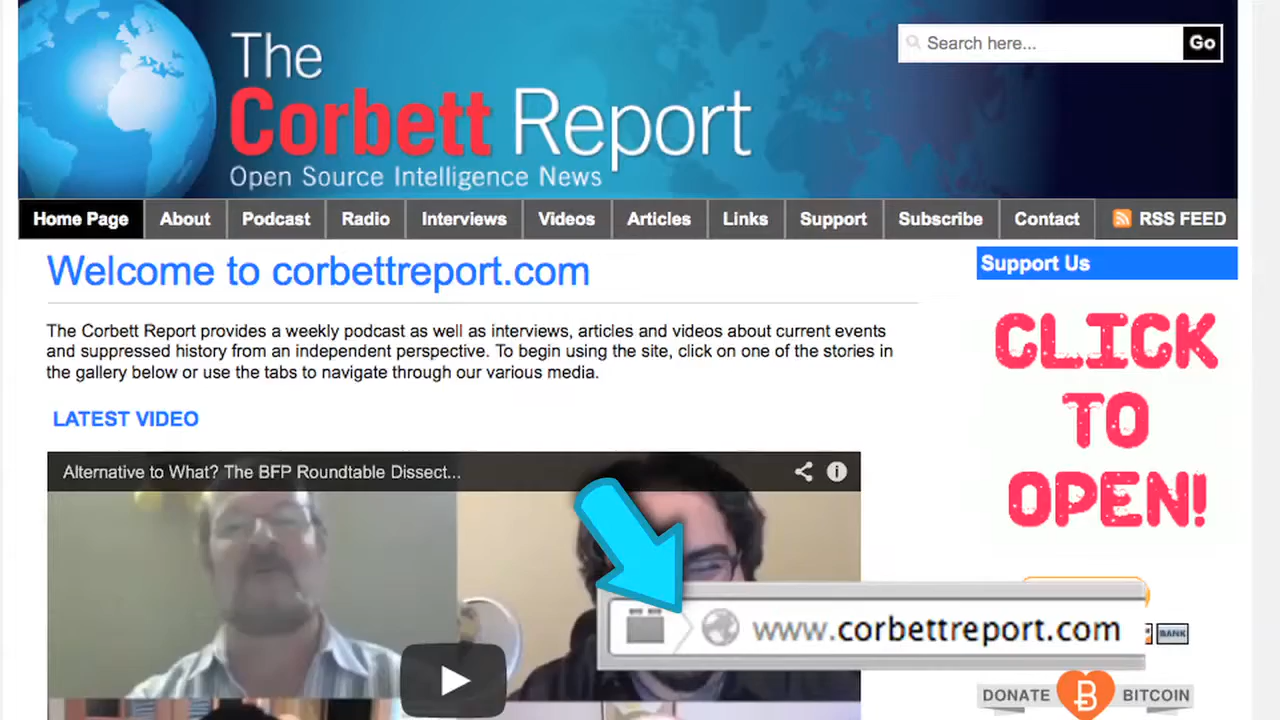 The
Corbett Report
Open Source Intelligence News
Search here...
Go
Home Page
About
Podcast
Radio
Interviews
Videos
Articles
Links
Support
Subscribe
Contact
RSS FEED
Welcome to corbettreport.com
The Corbett Report provides a weekly podcast as well as interviews, articles and videos about current events
and suppressed history from an independent perspective. To begin using the site, click on one of the stories in
the gallery below or use the tabs to navigate through our various media.
LATEST VIDEO
Alternative to What? The BFP Roundtable Dissect...
Support Us
CLICK
TO
OPEN!
www.corbettreport.com
BANK
DONATE
BITCOIN